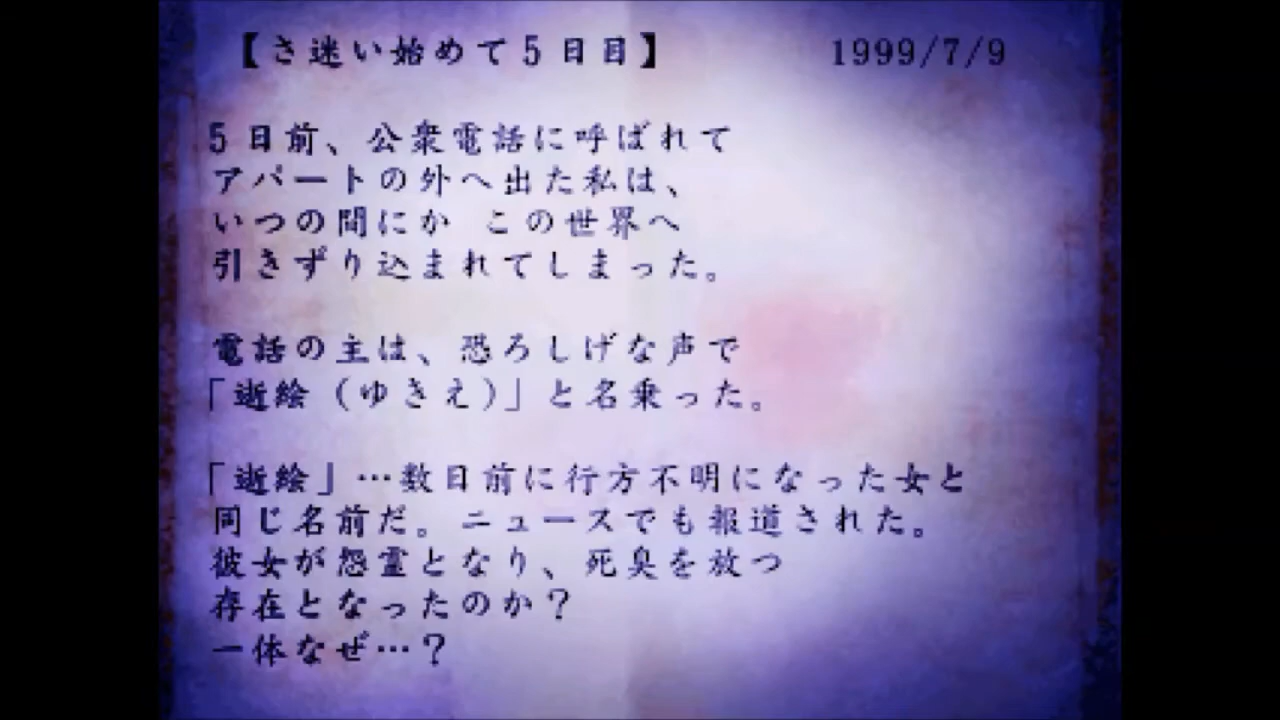 【さ迷い始めて5日目】 1999/7/9
5日前、公衆電話に呼ばれて
アパートの外へ出た私は、
いつの間にか この世界へ
引きずり込まれてしまった。
電話の主は、恐ろしげな声で
「逝絵（ゆきえ）」と名乗った。
「逝絵」…数日前に行方不明になった女と
同じ名前だ。 ニュースでも報道された。
彼女が怨霊となり、死臭を放つ
存在となったのか？
一体なぜ…？